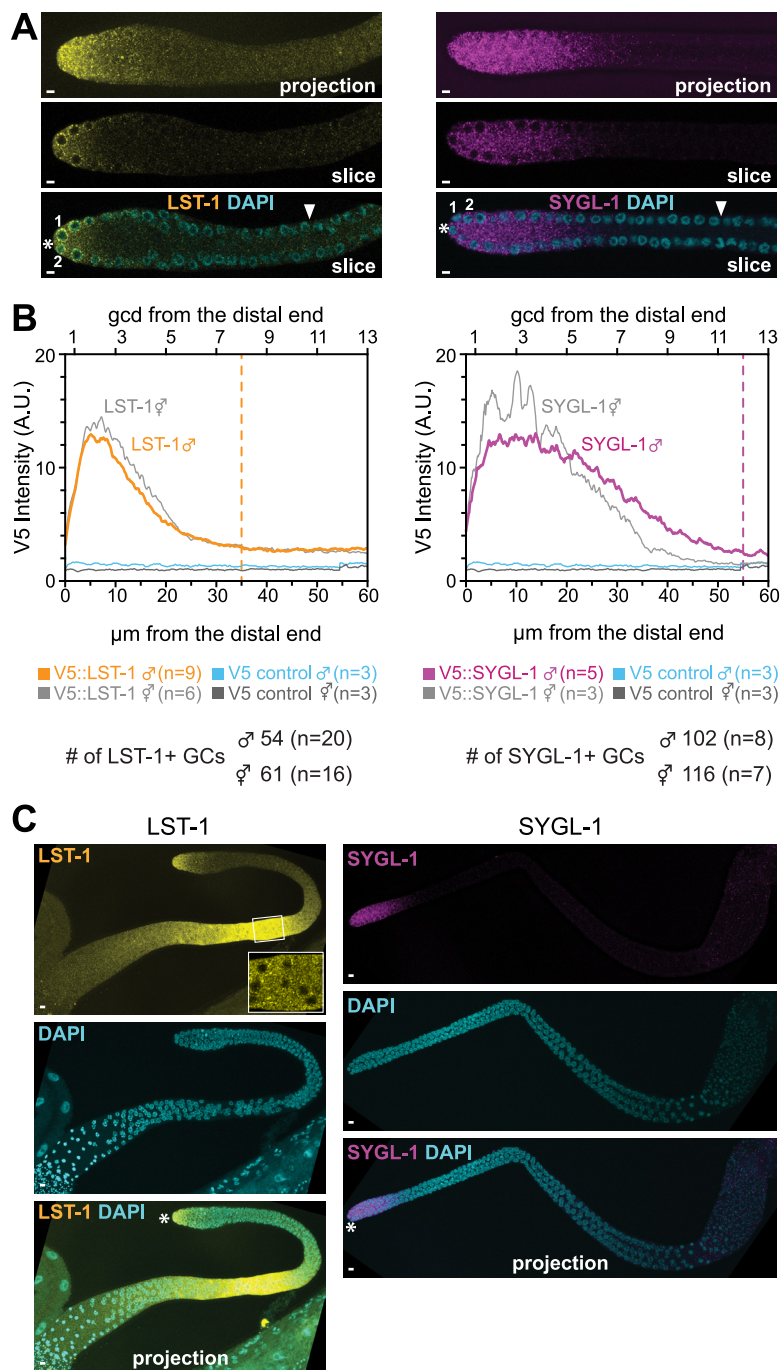 A
projection
projection
slice
slice
LST-1 DAPI
1
*
2
slice
SYGL-1 DAPI
1 2
*
slice
B
gcd from the distal end
1 3 5 7 9 11 13
V5 Intensity (A.U.)
20
12
8
0
LST-1⚥
LST-1♂
0 10 20 30 40 50 60
µm from the distal end
V5::LST-1 ♂(n=9) V5 control ♂(n=3)
V5::LST-1 ⚥(n=6) V5 control ⚥(n=3)
# of LST-1+ GCs
♂ 54 (n=20)
⚥ 61 (n=16)
gcd from the distal end
1 3 5 7 9 11 13
V5 Intensity (A.U.)
20
12
8
0
SYGL-1⚥
SYGL-1♂
0 10 20 30 40 50 60
µm from the distal end
V5::SYGL-1 ♂(n=5) V5 control ♂(n=3)
V5::SYGL-1 ⚥(n=3) V5 control ⚥(n=3)
# of SYGL-1+ GCs
♂ 102 (n=8)
⚥ 116 (n=7)
C
LST-1
LST-1
DAPI
LST-1 DAPI
*
projection
SYGL-1
SYGL-1
DAPI
SYGL-1 DAPI
*
projection